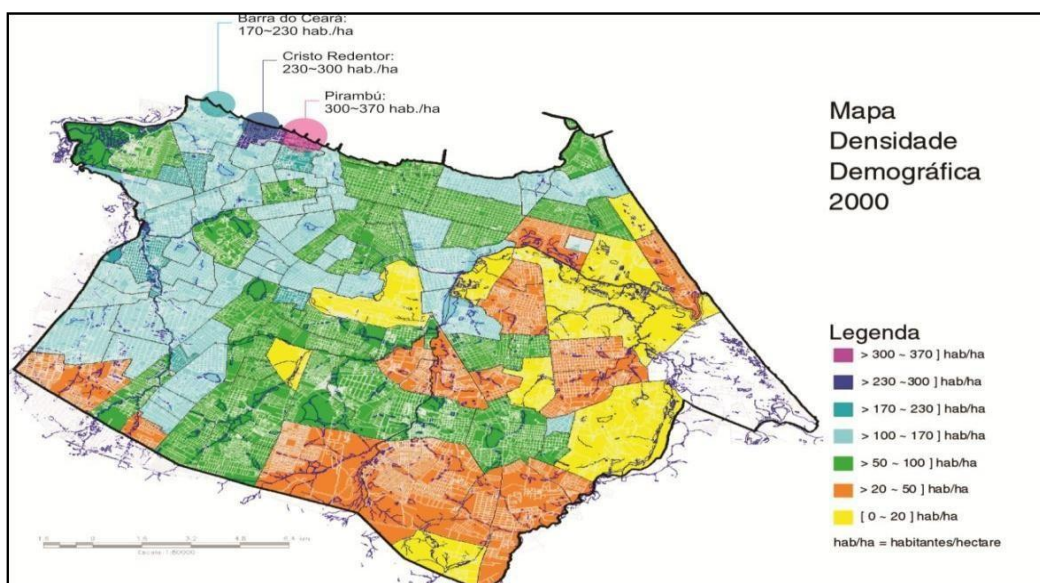 Barra do Ceará:
170~230 hab./ha
Cristo Redentor:
230~300 hab./ha
Pirambú:
300~370 hab./ha
Mapa
Densidade
Demográfica
2000
Legenda
> 300 ~ 370 ] hab/ha
> 230 ~300 ] hab/ha
> 170 ~ 230 ] hab/ha
> 100 ~ 170 ] hab/ha
> 50 ~ 100 ] hab/ha
> 20 ~ 50 ] hab/ha
[ 0 ~ 20 ] hab/ha
hab/ha = habitantes/hectare